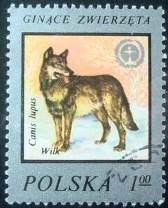 GINĄCE ZWIERZĘTA
Canis lupus
Wilk
POLSKA 1.00